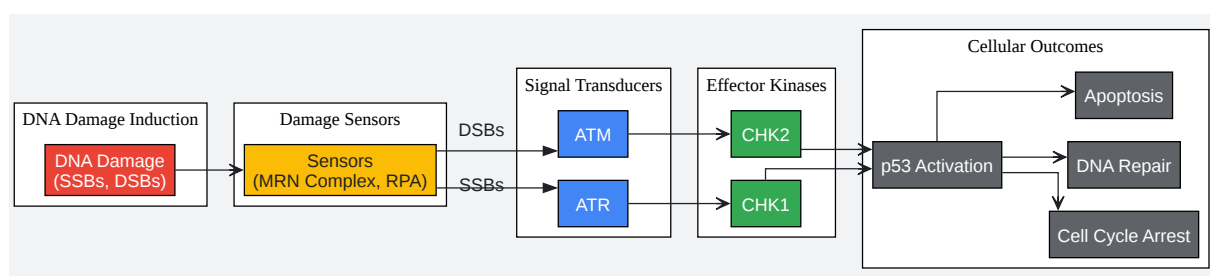 DNA Damage Induction
DNA Damage
(SSBs, DSBs)
Damage Sensors
Sensors
(MRN Complex, RPA)
DSBs
SSBs
Signal Transducers
ATM
ATR
Effector Kinases
CHK2
CHK1
Cellular Outcomes
p53 Activation
Apoptosis
DNA Repair
Cell Cycle Arrest